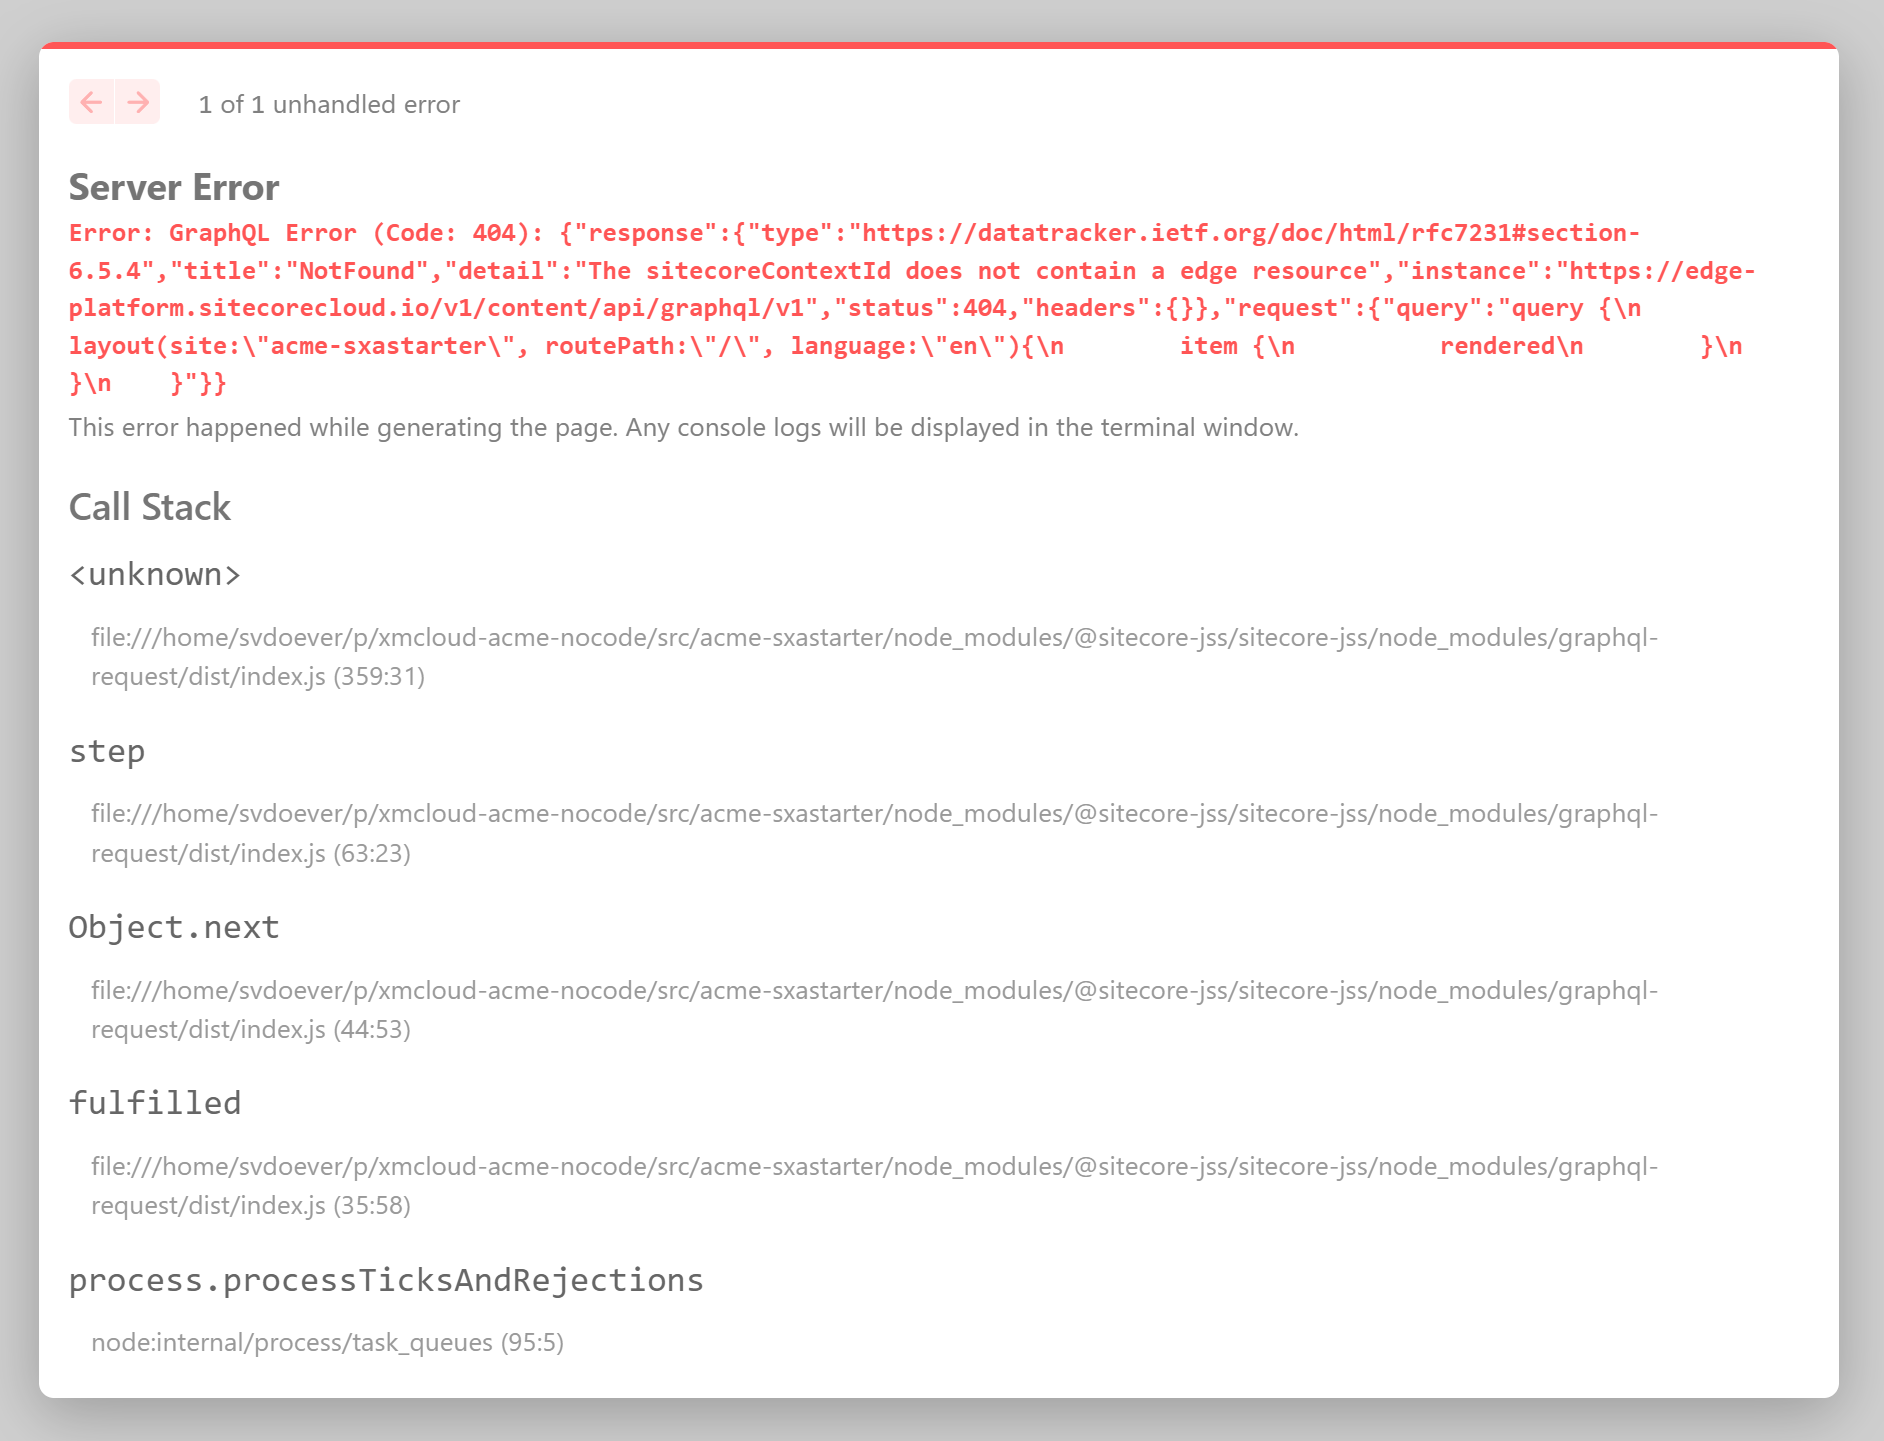 1 of 1 unhandled error
Server Error
Error: GraphQL Error (Code: 404): {"response":{"type":"https://datatracker.ietf.org/doc/html/rfc7231#section-
6.5.4","title":"NotFound","detail":"The sitecoreContextId does not contain a edge resource","instance":"https://edge-
platform.sitecorecloud.io/v1/content/api/graphql/v1","status":404,"headers":{}},"request":{"query":"query {\n
layout(site:\"acme-sxastarter\", routePath:\"/\", language:\"en\"){\n        item {\n          rendered\n        }\n
}\n    }"}}
This error happened while generating the page. Any console logs will be displayed in the terminal window.
Call Stack
<unknown>
file:///home/svdoever/p/xmcloud-acme-nocode/src/acme-sxastarter/node_modules/@sitecore-jss/sitecore-jss/node_modules/graphql-
request/dist/index.js (359:31)
step
file:///home/svdoever/p/xmcloud-acme-nocode/src/acme-sxastarter/node_modules/@sitecore-jss/sitecore-jss/node_modules/graphql-
request/dist/index.js (63:23)
Object.next
file:///home/svdoever/p/xmcloud-acme-nocode/src/acme-sxastarter/node_modules/@sitecore-jss/sitecore-jss/node_modules/graphql-
request/dist/index.js (44:53)
fulfilled
file:///home/svdoever/p/xmcloud-acme-nocode/src/acme-sxastarter/node_modules/@sitecore-jss/sitecore-jss/node_modules/graphql-
request/dist/index.js (35:58)
process.processTicksAndRejections
node:internal/process/task_queues (95:5)